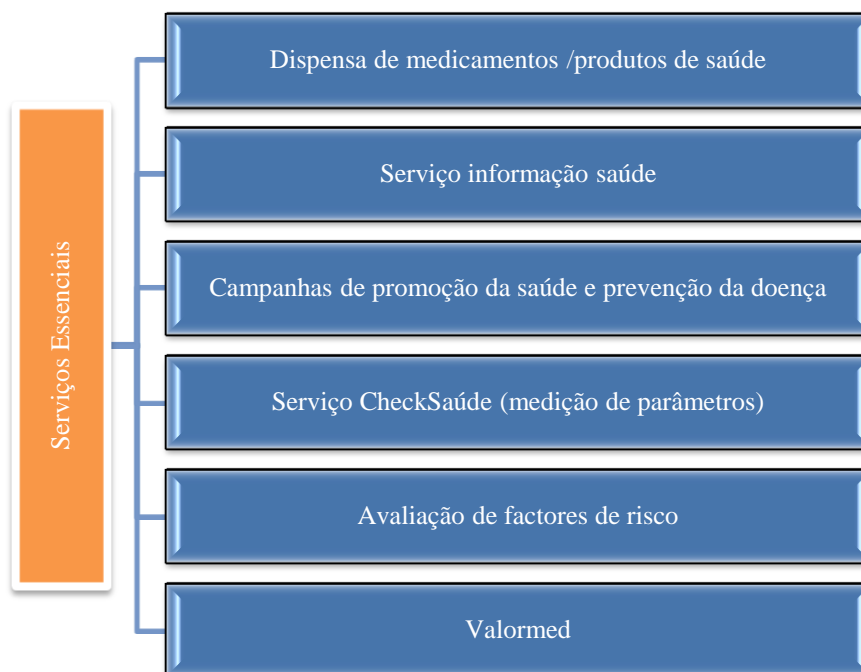 Serviços Essenciais
Dispensa de medicamentos /produtos de saúde
Serviço informação saúde
Campanhas de promoção da saúde e prevenção da doença
Serviço CheckSaúde (medição de parâmetros)
Avaliação de factores de risco
Valormed